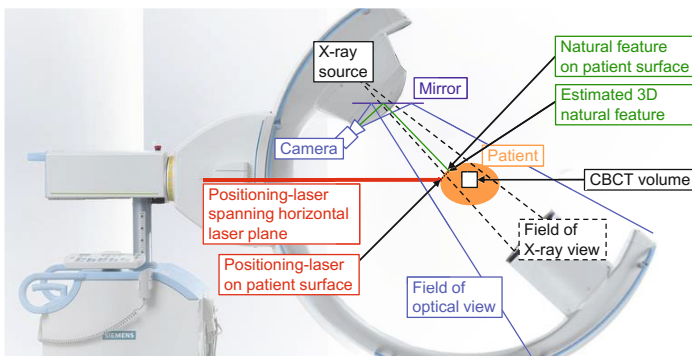 X-ray
source
Natural feature
on patient surface
Mirror
Estimated 3D
natural feature
Camera
Patient
CBCT volume
Positioning-laser
spanning horizontal
laser plane
Field of
X-ray view
Positioning-laser
on patient surface
Field of
optical view
SIEMENS